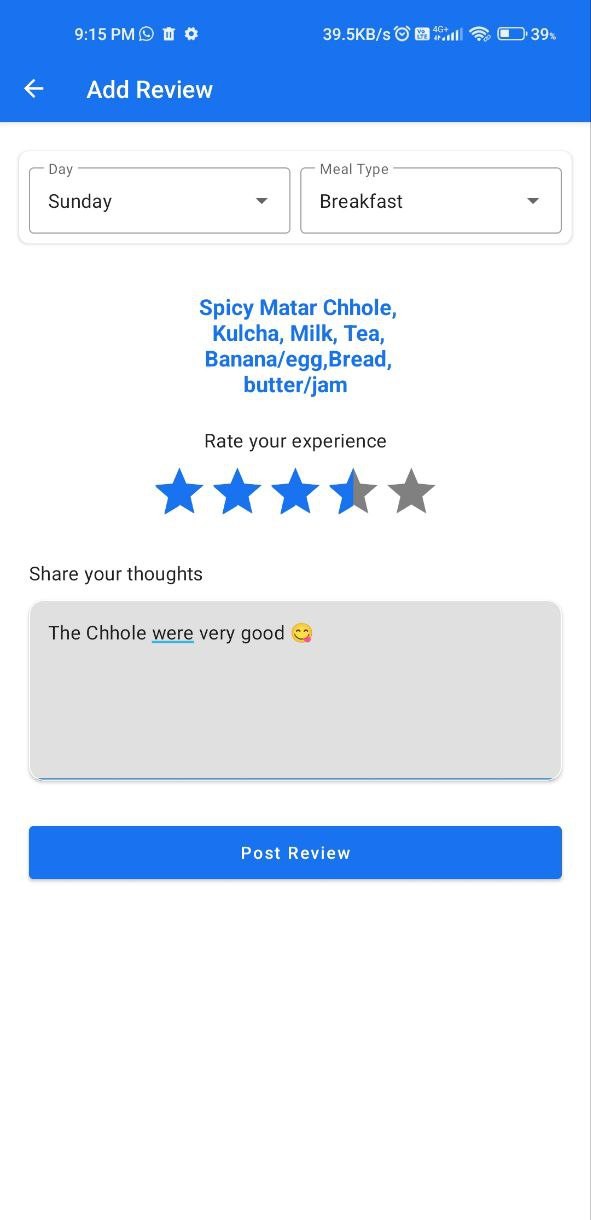 9:15 PM 39.5KB/s 4G+ 39%
Add Review
Day Meal Type
Sunday Breakfast
Spicy Matar Chhole,
Kulcha, Milk, Tea,
Banana/egg,Bread,
butter/jam
Rate your experience
Share your thoughts
The Chhole were very good 😋
Post Review